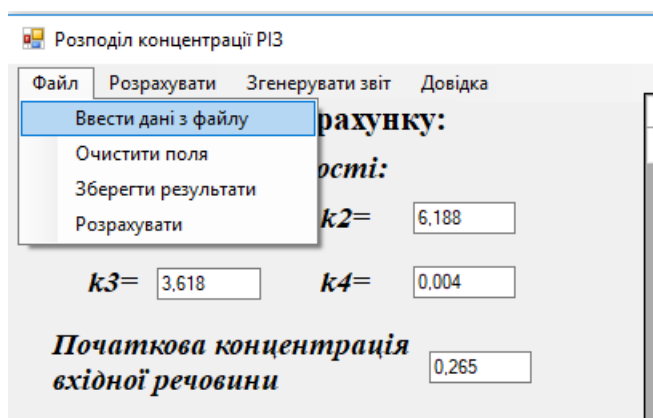 Розподіл концентрації РІЗ
Файл Розрахувати Згенерувати звіт Довідка
Ввести дані з файлу
рахунку:
Очистити поля
ості:
Зберегти результати
Розрахувати
k2= 6,188
k3= 3,618 k4= 0,004
Початкова концентрація
вхідної речовини 0,265